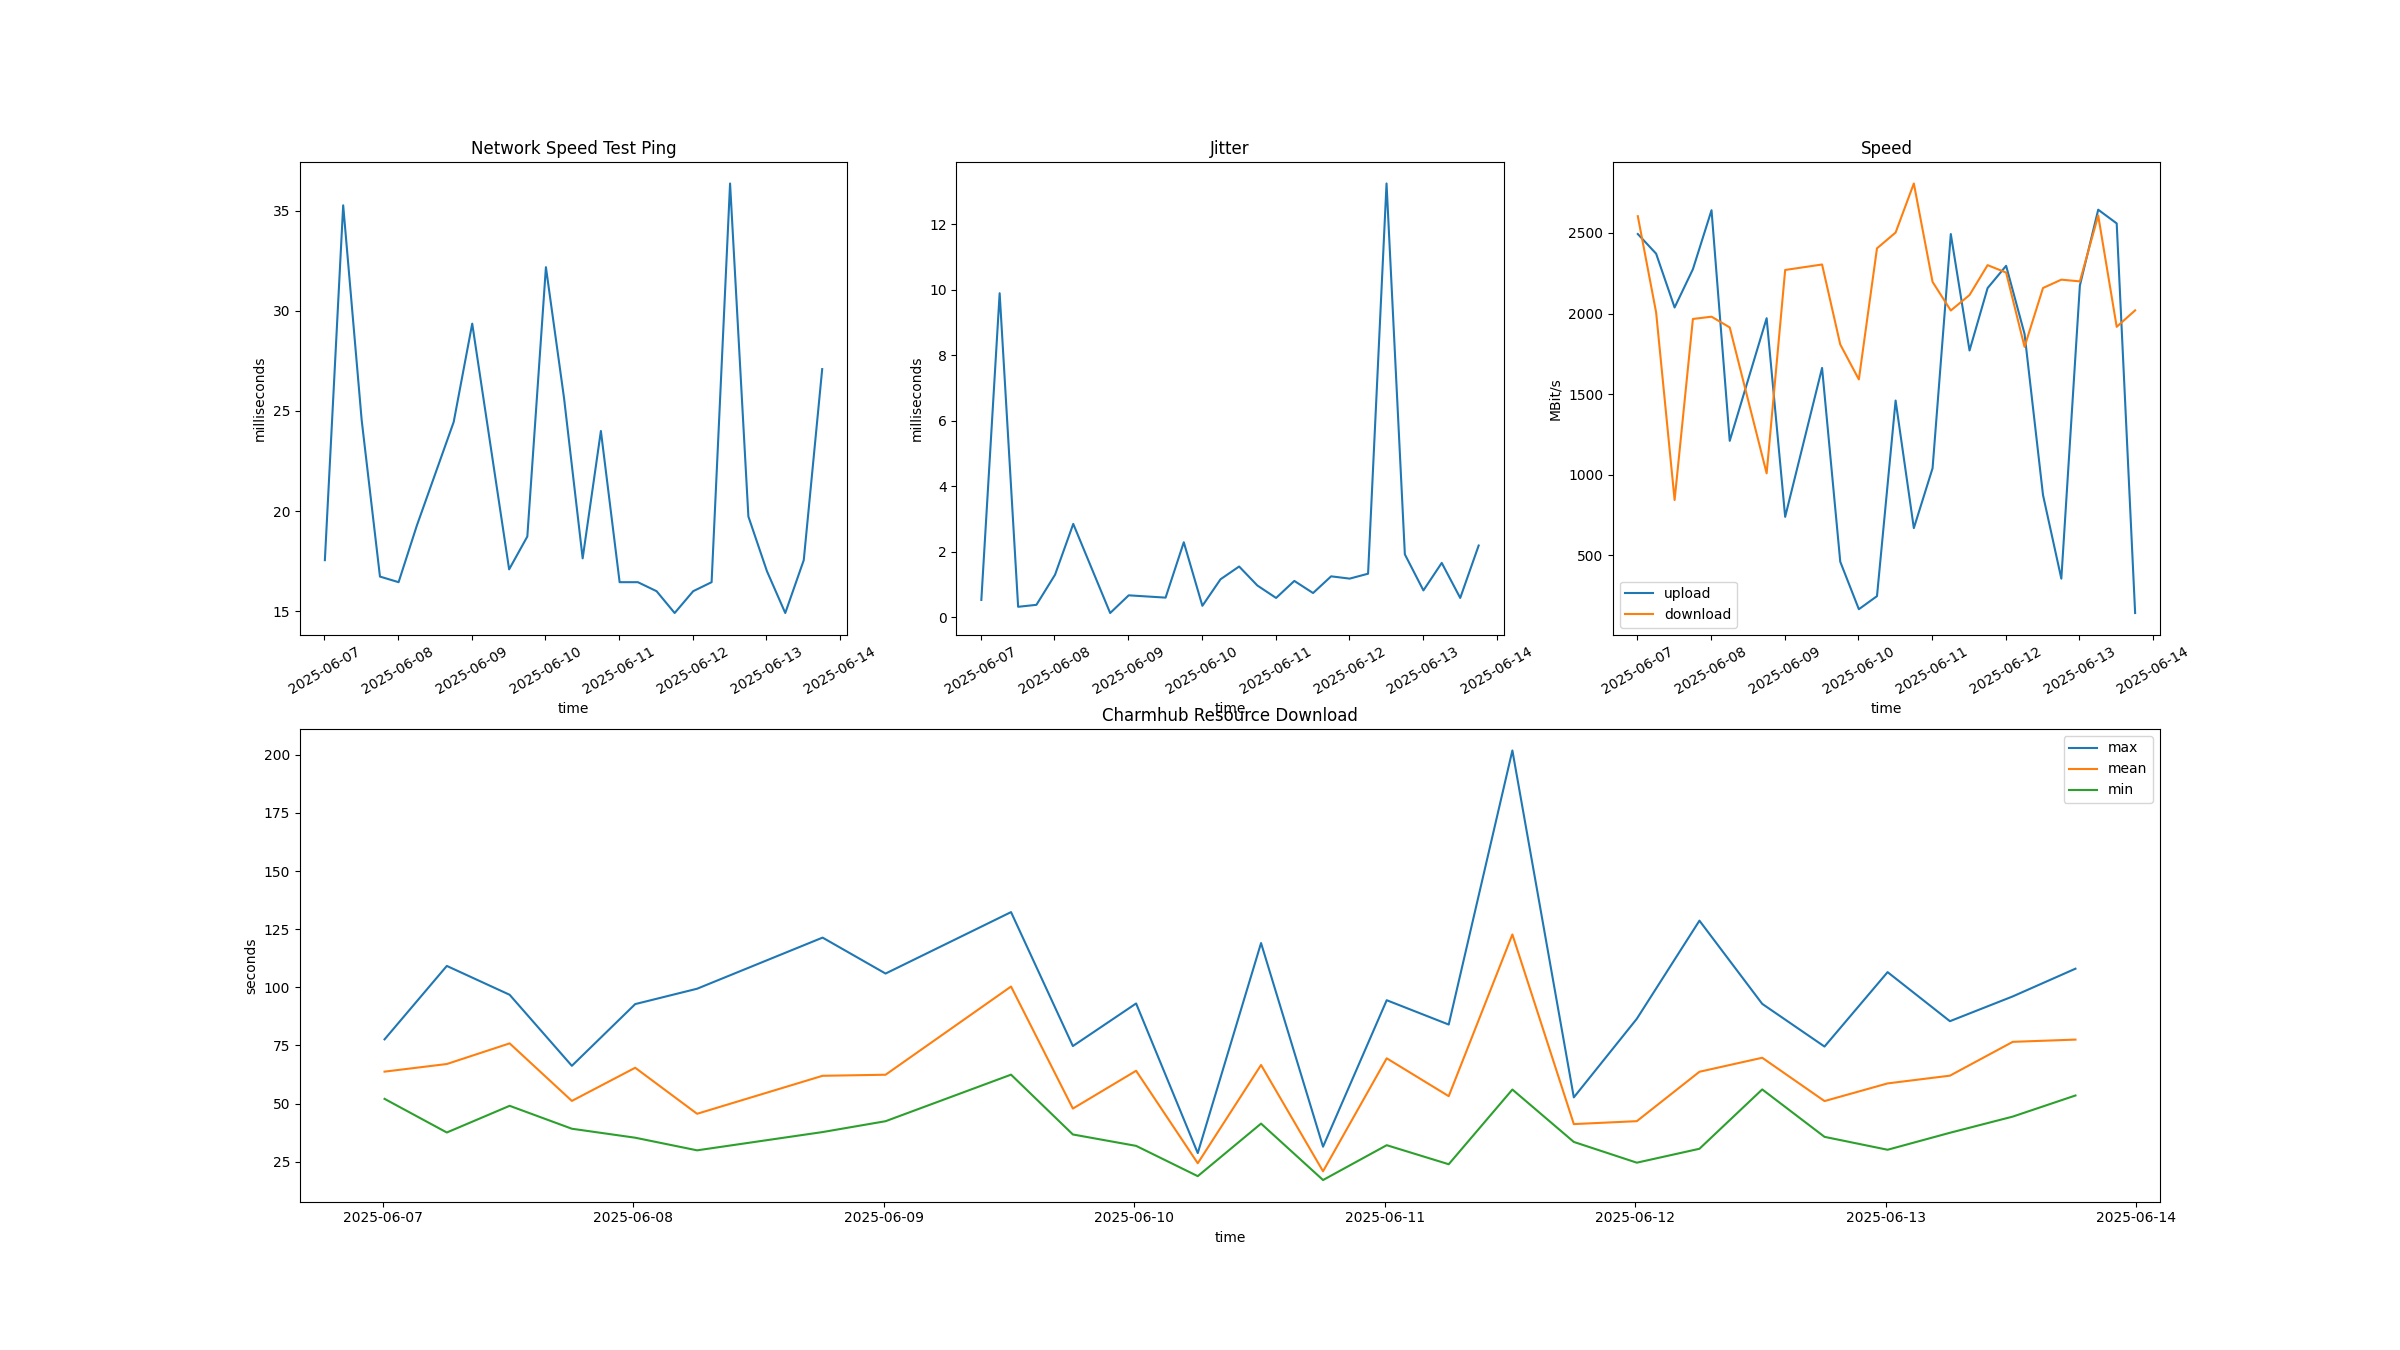 Network Speed Test Ping
milliseconds
35
30
25
20
15
2025-06-07 2025-06-08 2025-06-09 2025-06-10 2025-06-11 2025-06-12 2025-06-13 2025-06-14
time
Jitter
milliseconds
12
10
8
6
4
2
0
2025-06-07 2025-06-08 2025-06-09 2025-06-10 2025-06-11 2025-06-12 2025-06-13 2025-06-14
time
Speed
MBit/s
2500
2000
1500
1000
500
upload
download
2025-06-07 2025-06-08 2025-06-09 2025-06-10 2025-06-11 2025-06-12 2025-06-13 2025-06-14
time
Charmhub Resource Download
seconds
200
175
150
125
100
75
50
25
max
mean
min
2025-06-07 2025-06-08 2025-06-09 2025-06-10 2025-06-11 2025-06-12 2025-06-13 2025-06-14
time